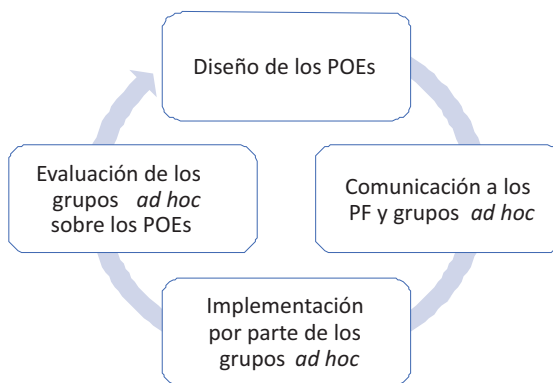 Diseño de los POEs
Comunicación a los
PF y grupos ad hoc
Implementación
por parte de los
grupos ad hoc
Evaluación de los
grupos ad hoc
sobre los POEs